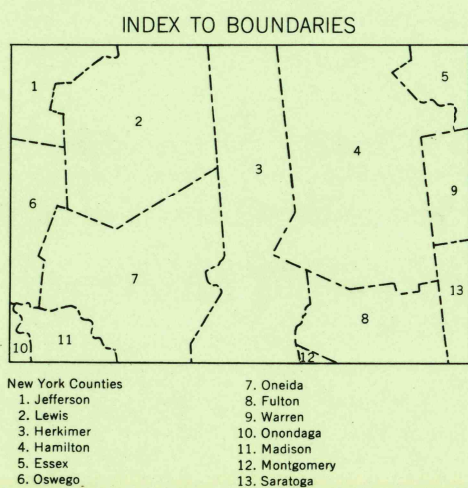 INDEX TO BOUNDARIES
1
2
3
4
5
6
7
8
9
10
11
12
13
New York Counties
1. Jefferson
2. Lewis
3. Herkimer
4. Hamilton
5. Essex
6. Oswego
7. Oneida
8. Fulton
9. Warren
10. Onondaga
11. Madison
12. Montgomery
13. Saratoga